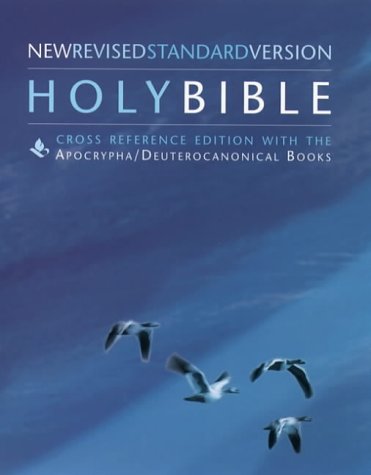 NEWREVISEDSTANDARDVERSION
HOLYBIBLE
CROSS REFERENCE EDITION WITH THE
APOCRYPHA/DEUTEROCANONICAL BOOKS